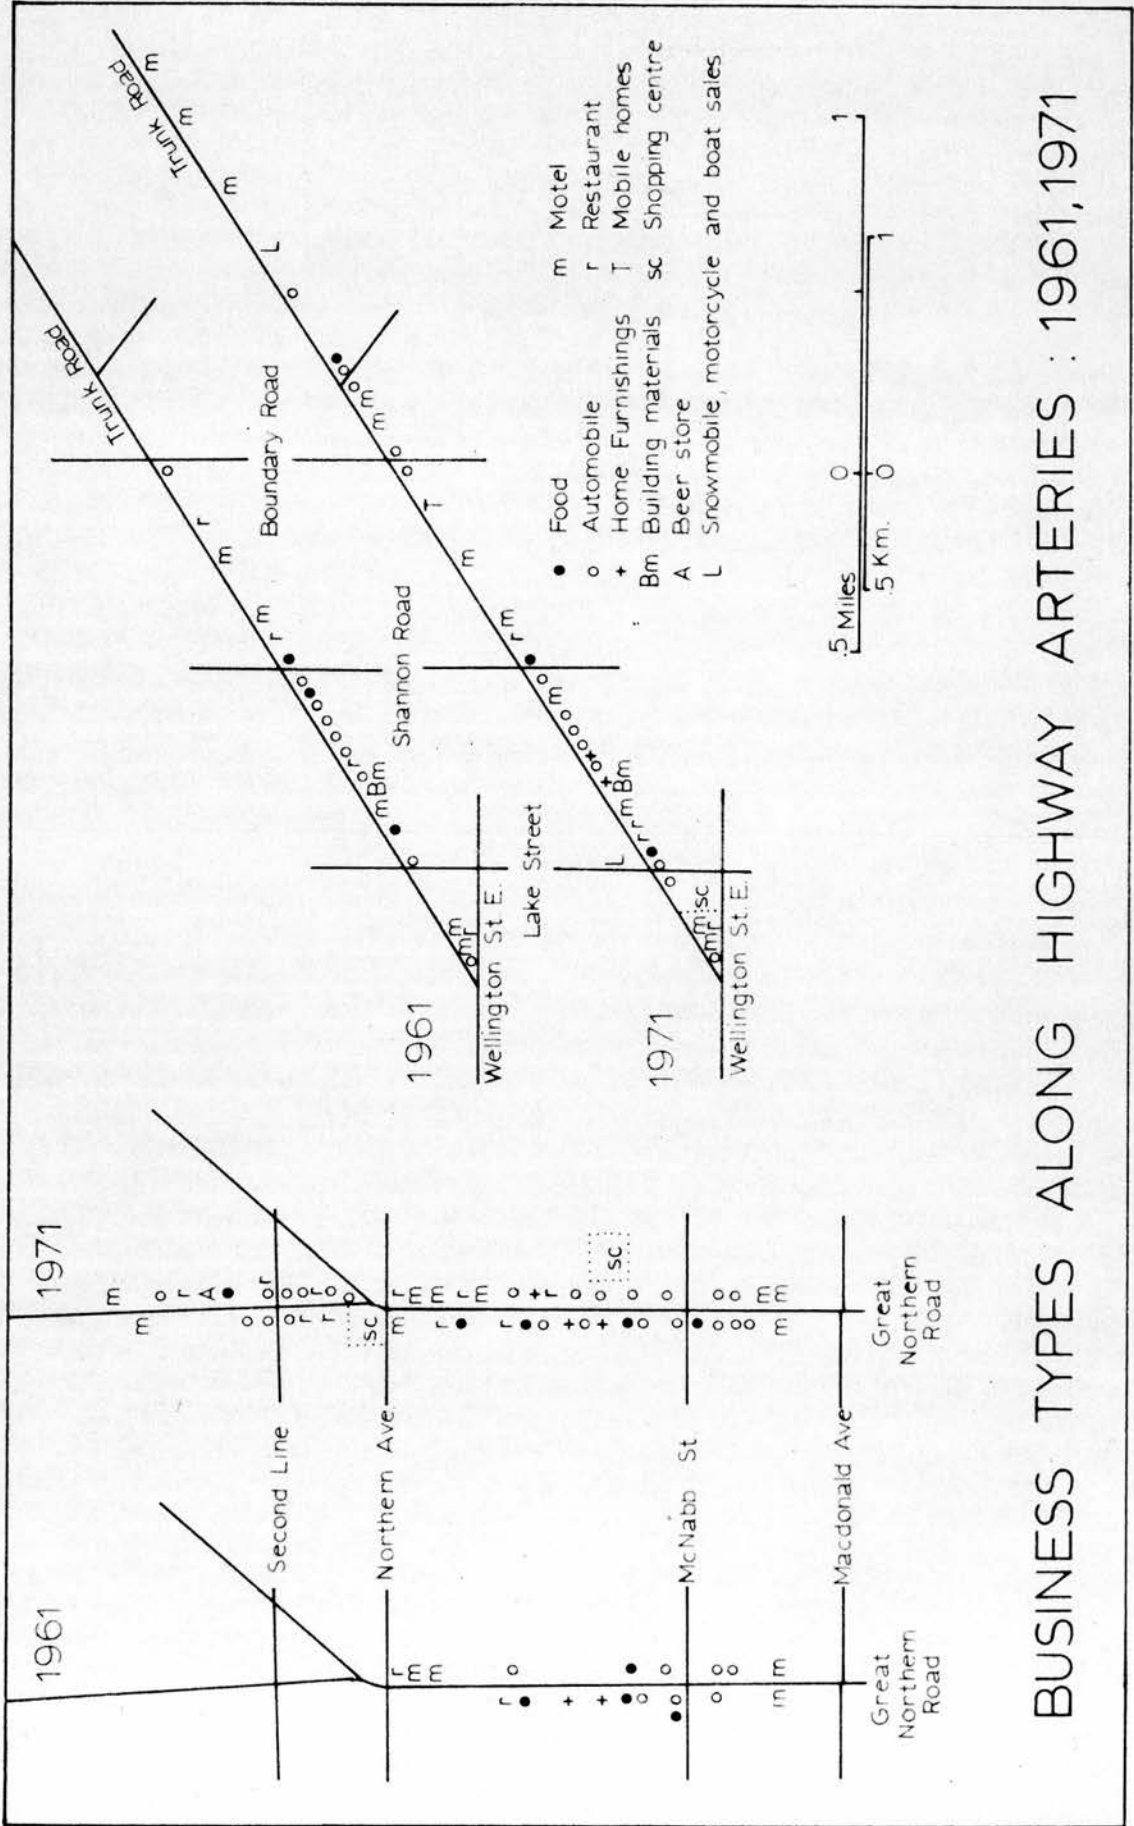 1961
1971
Second Line
Northern Ave
McNabb St.
Macdonald Ave
Great
Northern
Road
Great
Northern
Road
r
m
m
o
●
r
●
+
+
●
o
o
o
●
o
o
o
m
m
m
m
o
r
A
●
o
r
o
o
o
r
o
o
o
o
r
r
sc
m
r
m
m
r
m
r
●
m
o
●
r
o
+
r
o
+
o
o
sc
+
●
o
o
o
o
●
o
o
o
o
o
m
m
m
1961
Trunk Road
Boundary Road
Shannon Road
Lake Street
Wellington St. E.
o
r
m
m
r
●
o
●
o
o
o
o
r
o
Bm
m
●
o
m
m
r
o
1971
Trunk Road
m
m
m
L
o
●
o
o
o
m
m
o
o
T
m
m
r
●
o
m
o
o
o
+
o
+
Bm
m
r
r
L
●
o
o
sc
m
r
m
o
Wellington St. E.
● Food m Motel
o Automobile r Restaurant
+ Home Furnishings T Mobile homes
Bm Building materials sc Shopping centre
A Beer store
L Snowmobile, motorcycle and boat sales
.5 Miles 0 1
.5 Km. 0 1
BUSINESS TYPES ALONG HIGHWAY ARTERIES : 1961,1971